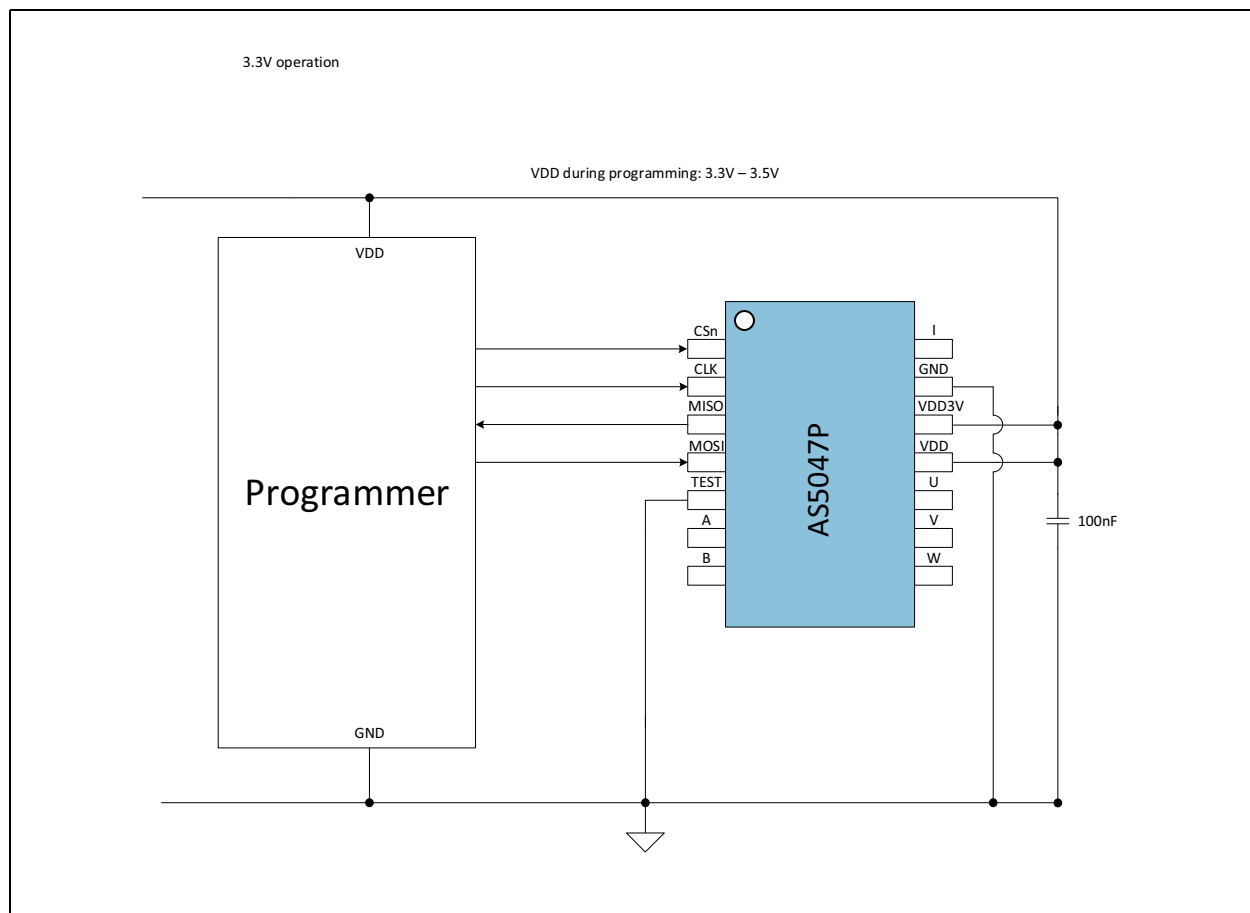 3.3V operation
VDD during programming: 3.3V – 3.5V
VDD
Programmer
GND
CSn
CLK
MISO
MOSI
TEST
A
B
AS5047P
I
GND
VDD3V
VDD
U
V
W
100nF